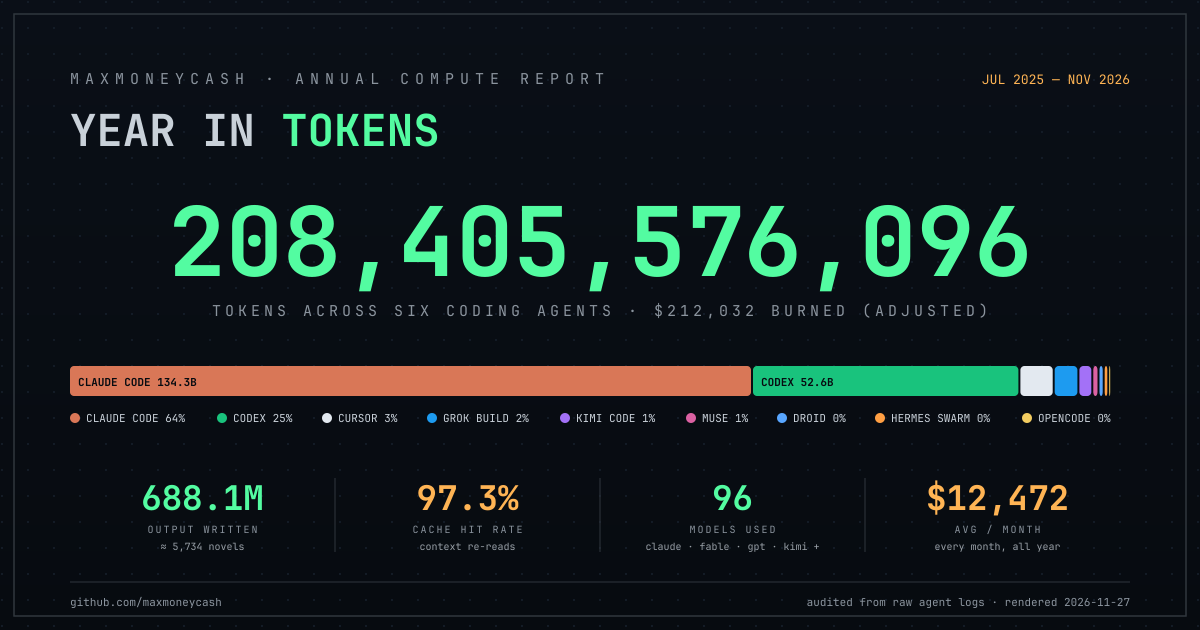 MAXMONEYCASH · ANNUAL COMPUTE REPORT
JUL 2025 — NOV 2026
YEAR IN TOKENS
208,405,576,096
TOKENS ACROSS SIX CODING AGENTS · $212,032 BURNED (ADJUSTED)
CLAUDE CODE 134.3B
CODEX 52.6B
CLAUDE CODE 64% CODEX 25% CURSOR 3% GROK BUILD 2% KIMI CODE 1% MUSE 1% DROID 0% HERMES SWARM 0% OPENCODE 0%
688.1M
OUTPUT WRITTEN
≈ 5,734 novels
97.3%
CACHE HIT RATE
context re-reads
96
MODELS USED
claude · fable · gpt · kimi +
$12,472
AVG / MONTH
every month, all year
github.com/maxmoneycash
audited from raw agent logs · rendered 2026-11-27